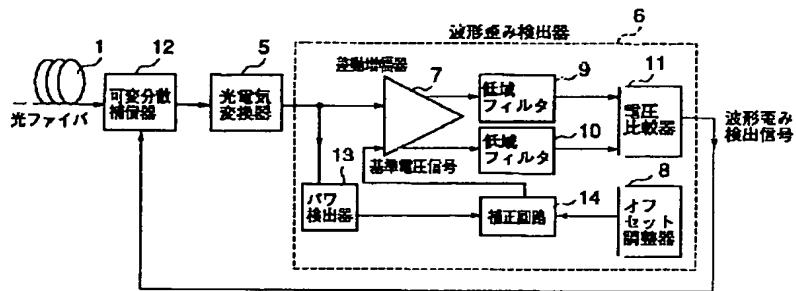 波形歪み検出器
6
1
12
5
差動増幅器
7
9
11
光ファイバ
可変分散
補償器
光電気
変換器
低域
フィルタ
10
低域
フィルタ
電圧
比較器
波形歪み
検出信号
基準電圧信号
13
パワ
検出器
14
補正回路
8
オフ
セット
調整器